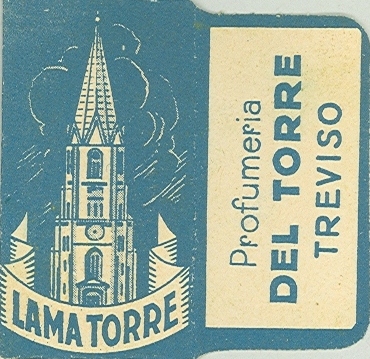 LAMA TORRE
Profumeria
DEL TORRE
TREVISO